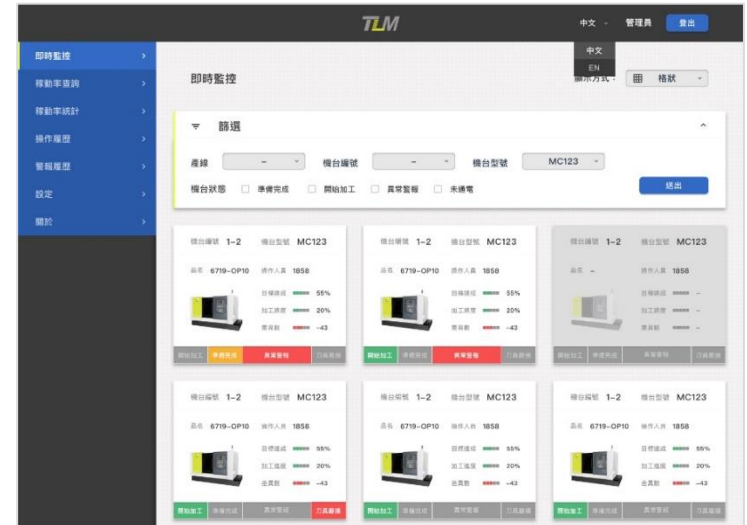 TLM
中文 管理員 登出
中文
EN
即時監控
稼動率查詢
稼動率統計
操作履歷
警報履歷
設定
關於
即時監控
顯示方式： 格狀
篩選
產線 - 機台編號 - 機台型號 MC123
機台狀態 準備完成 開始加工 異常警報 未通電
送出
機台編號 1-2 機台型號 MC123
品名 6719-OP10 操作人員 1858
目標達成 55%
加工進度 20%
差異數 -43
開始加工 準備完成 異常警報 刀具
機台編號 1-2 機台型號 MC123
品名 6719-OP10 操作人員 1858
目標達成 55%
加工進度 20%
差異數 -43
開始加工 準備完成 異常警報 刀具
機台編號 1-2 機台型號 MC123
品名 - 操作人員 1858
目標達成 -
加工進度 -
差異數 -
開始加工 準備完成 異常警報 刀具
機台編號 1-2 機台型號 MC123
品名 6719-OP10 操作人員 1858
目標達成 55%
加工進度 20%
差異數 -43
開始加工 準備完成 異常警報 刀具
機台編號 1-2 機台型號 MC123
品名 6719-OP10 操作人員 1858
目標達成 55%
加工進度 20%
差異數 -43
開始加工 準備完成 異常警報 刀具
機台編號 1-2 機台型號 MC123
品名 6719-OP10 操作人員 1858
目標達成 55%
加工進度 20%
差異數 -43
開始加工 準備完成 異常警報 刀具